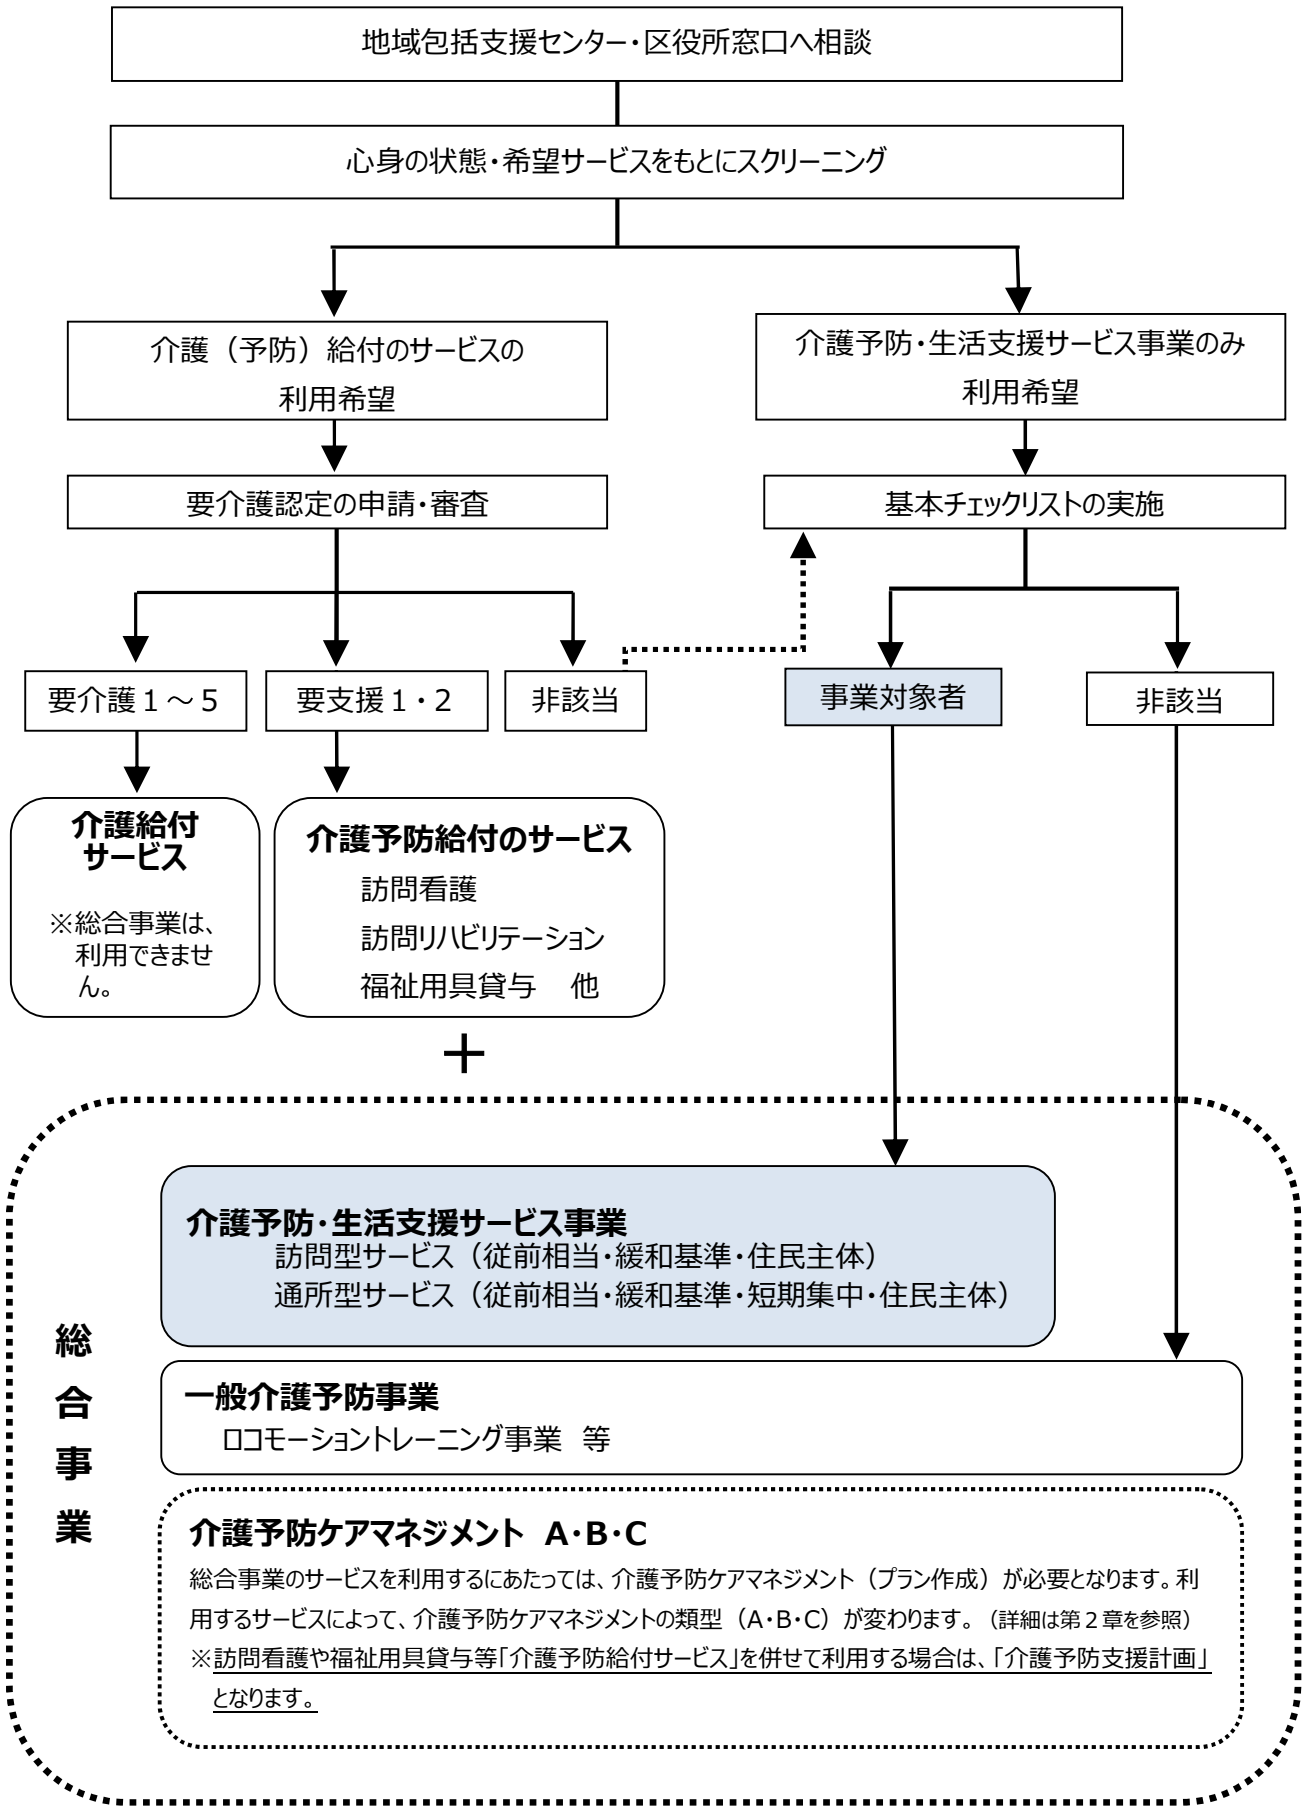 地域包括支援センター・区役所窓口へ相談
心身の状態・希望サービスをもとにスクリーニング
介護（予防）給付のサービスの
利用希望
介護予防・生活支援サービス事業のみ
利用希望
要介護認定の申請・審査
基本チェックリストの実施
要介護１～５
要支援１・２
非該当
事業対象者
非該当
介護給付
サービス
※総合事業は、
利用できませ
ん。
介護予防給付のサービス
訪問看護
訪問リハビリテーション
福祉用具貸与　他
＋
総合事業
介護予防・生活支援サービス事業
訪問型サービス（従前相当・緩和基準・住民主体）
通所型サービス（従前相当・緩和基準・短期集中・住民主体）
一般介護予防事業
ロコモーショントレーニング事業　等
介護予防ケアマネジメント　A・B・C
総合事業のサービスを利用するにあたっては、介護予防ケアマネジメント（プラン作成）が必要となります。利
用するサービスによって、介護予防ケアマネジメントの類型（A・B・C）が変わります。（詳細は第２章を参照）
※訪問看護や福祉用具貸与等「介護予防給付サービス」を併せて利用する場合は、「介護予防支援計画」
となります。